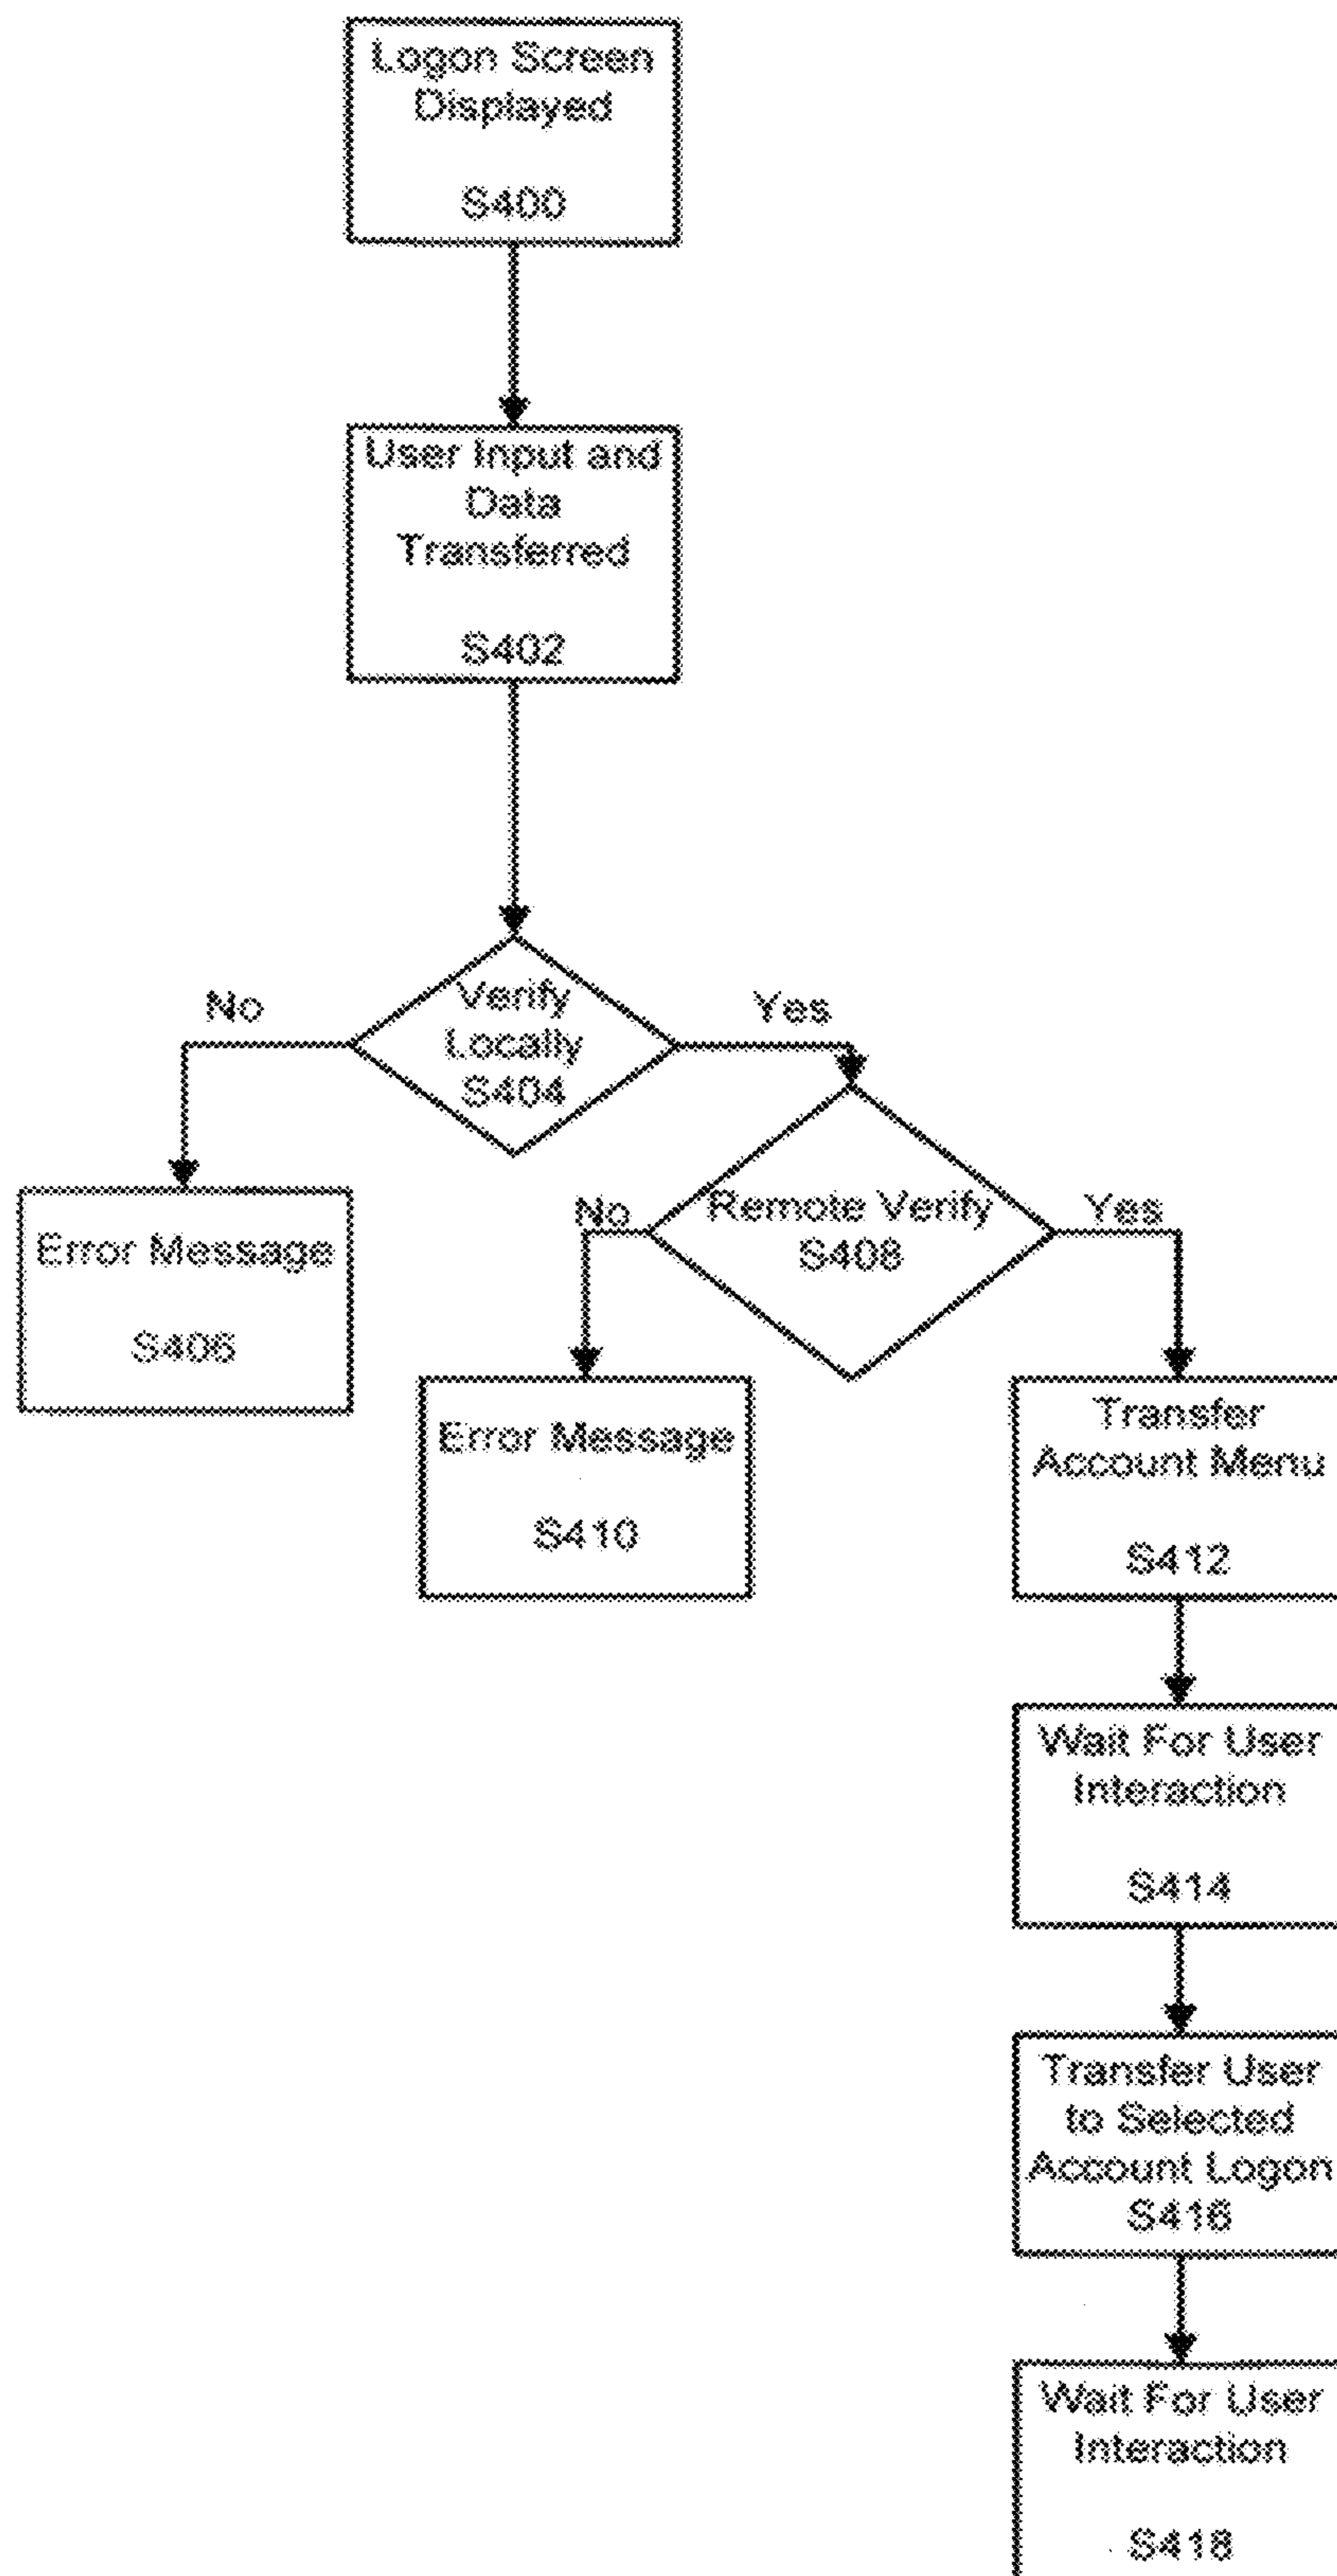 Logon Screen
Displayed
S400
User Input and
Data
Transferred
S402
No
Verify
Locally
S404
Yes
Error Message
S406
No
Remote Verify
S408
Yes
Error Message
S410
Transfer
Account Menu
S412
Wait For User
Interaction
S414
Transfer User
to Selected
Account Logon
S416
Wait For User
Interaction
S418